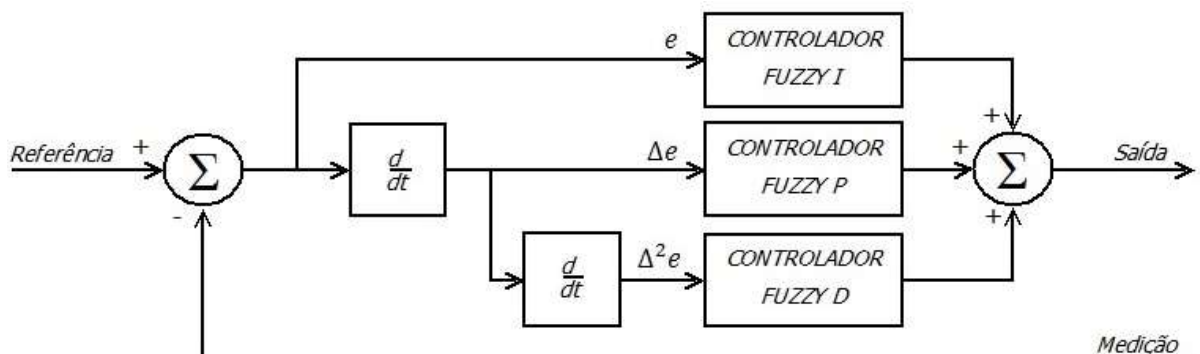 e
CONTROLADOR
FUZZY I
+
Referência
+
Σ
-
d
dt
Δe
CONTROLADOR
FUZZY P
+
Σ
Saída
+
d
dt
Δ²e
CONTROLADOR
FUZZY D
Medição